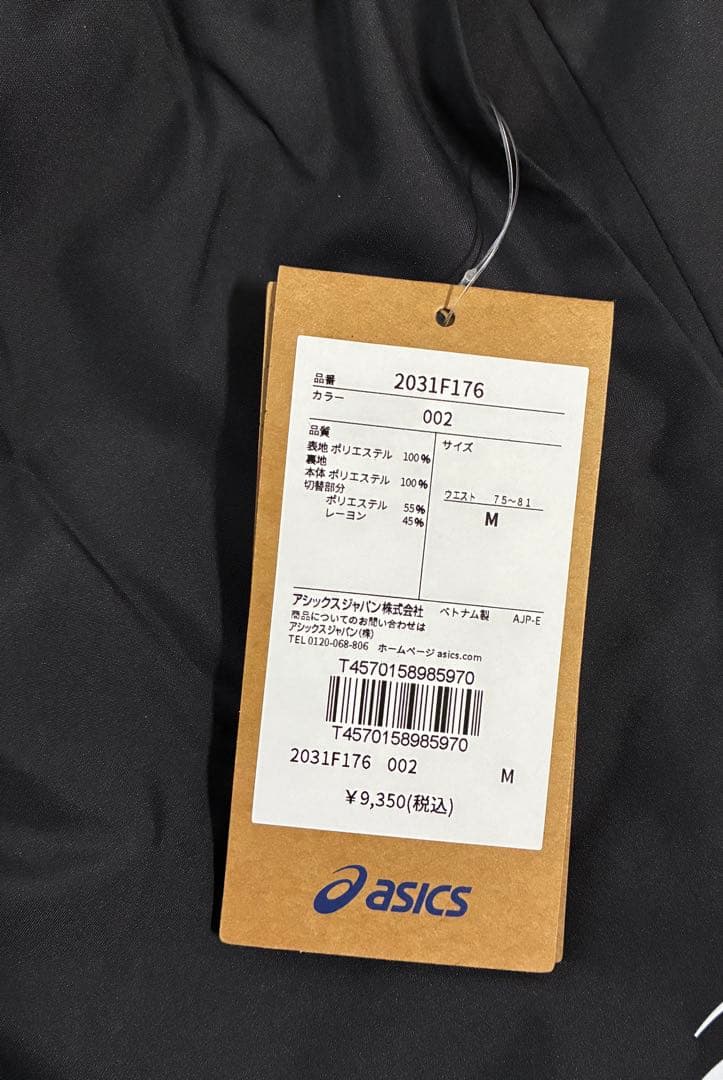 品番 2031F176
カラー 002
品質
表地 ポリエステル 100%
裏地
本体 ポリエステル 100%
切替部分
ポリエステル 55%
レーヨン 45%
サイズ
ウエスト 75～81
M
アシックスジャパン株式会社 ベトナム製 AJP-E
商品についてのお問い合わせは
アシックスジャパン(株)
TEL 0120-068-806 ホームページ asics.com
T4570158985970
T4570158985970
2031F176 002 M
￥9,350(税込)
asics